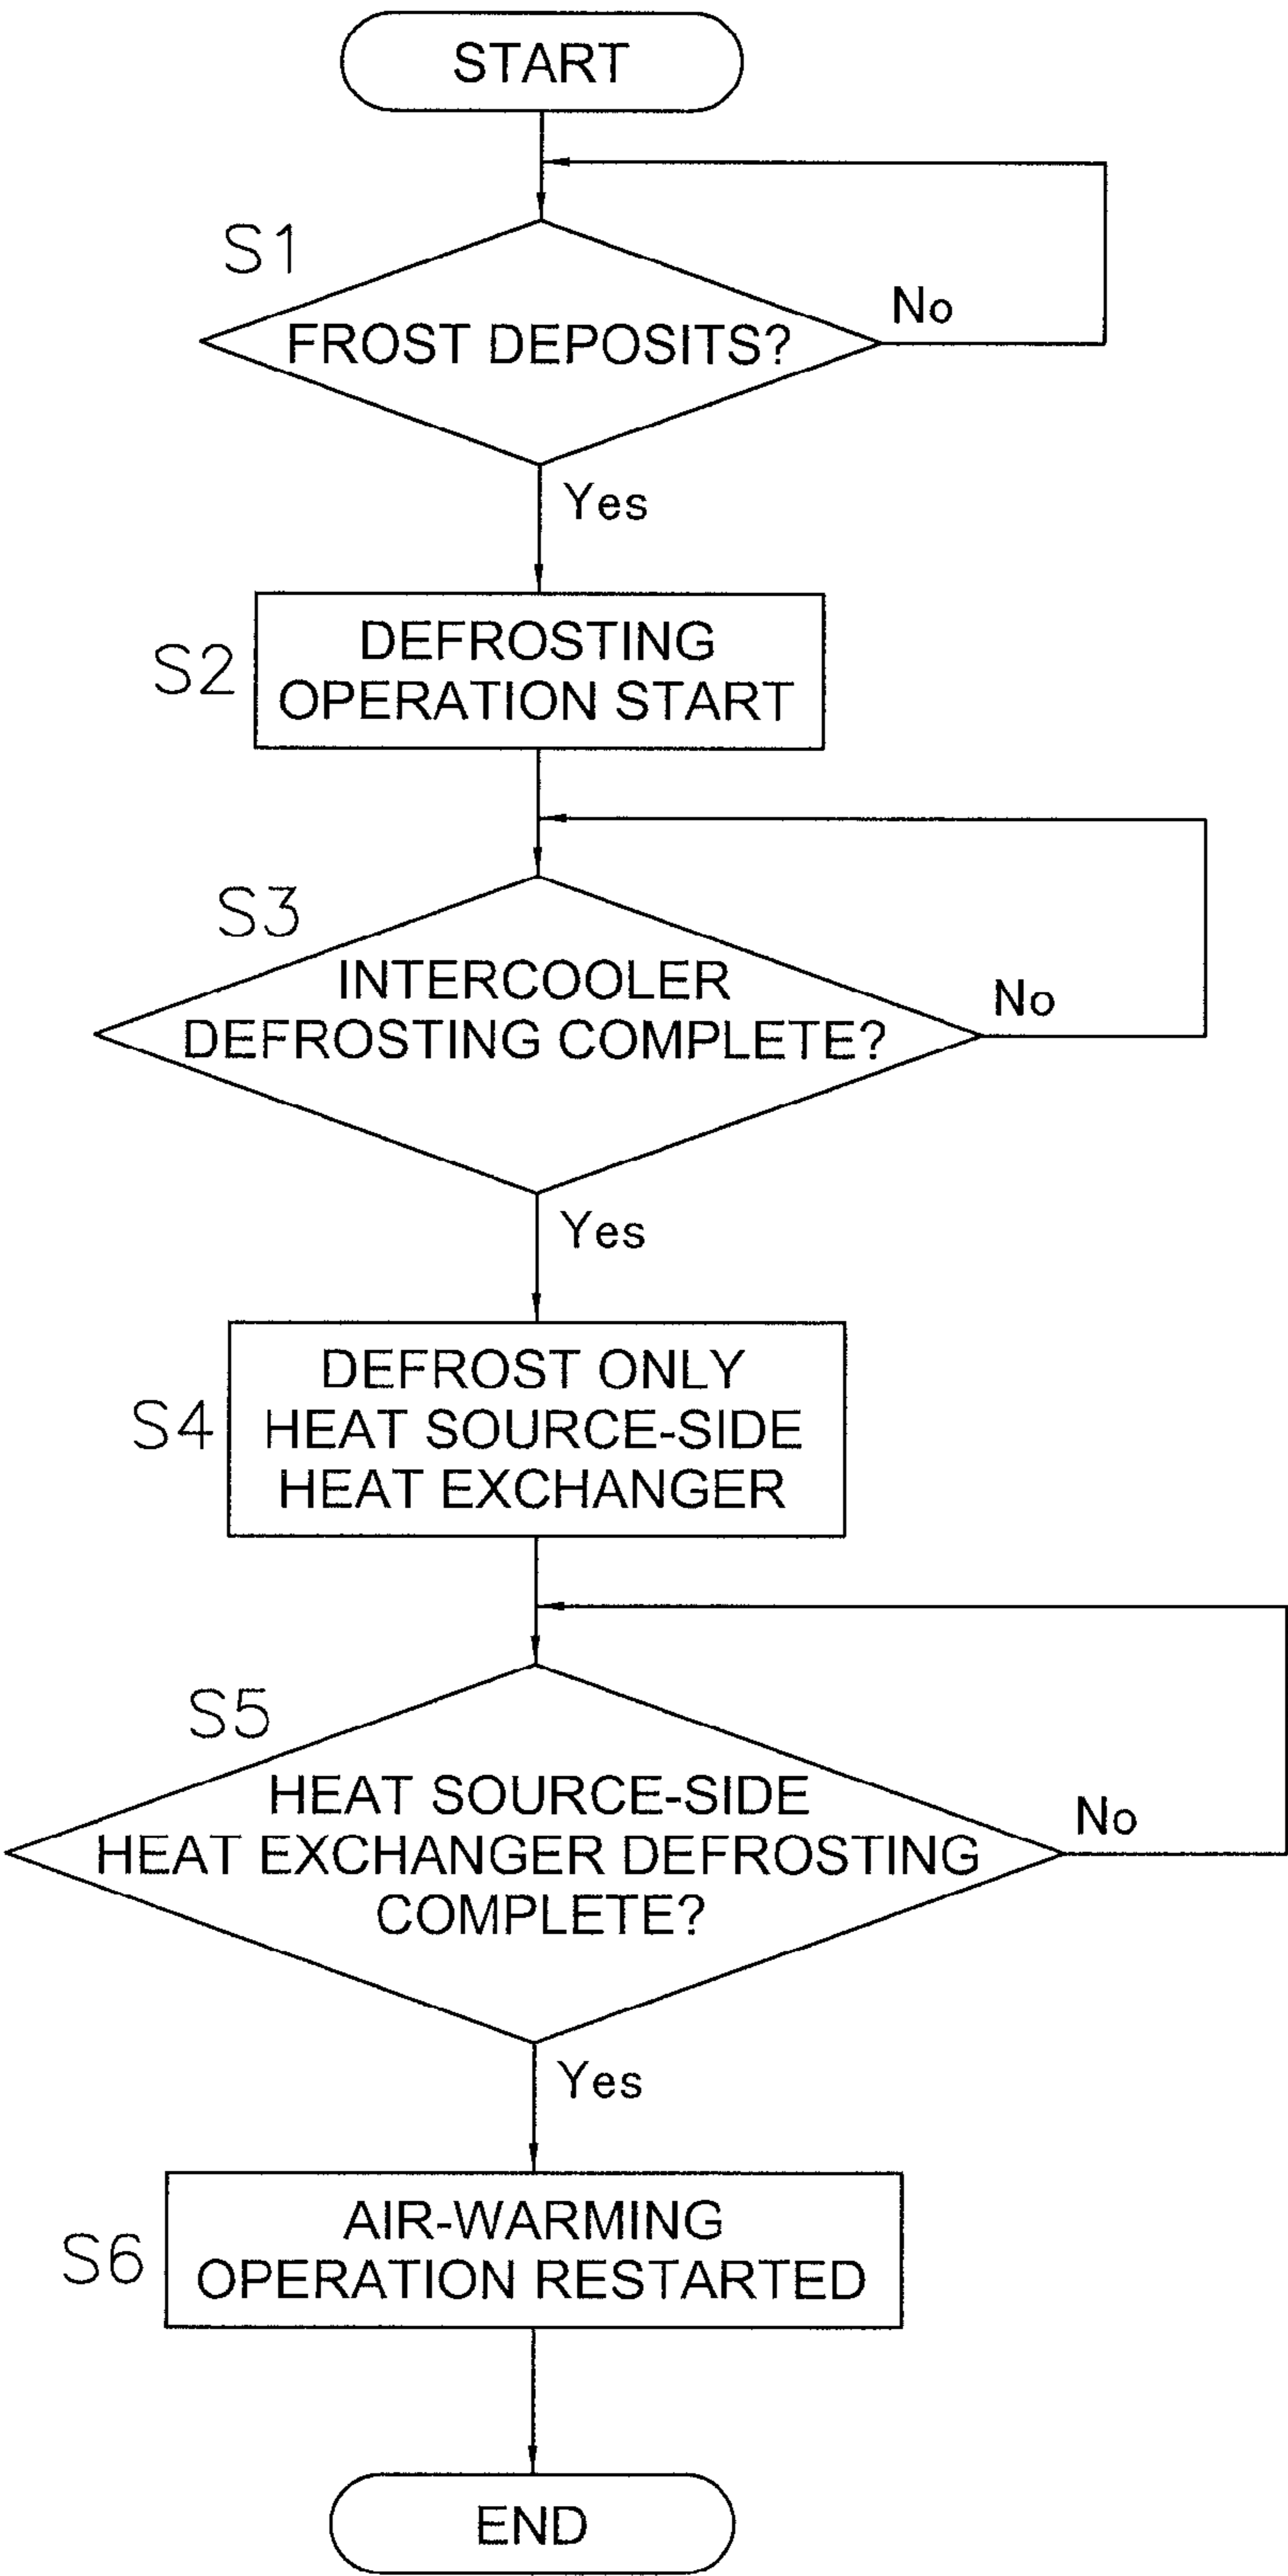 START
S1
FROST DEPOSITS?
No
Yes
S2
DEFROSTING
OPERATION START
S3
INTERCOOLER
DEFROSTING COMPLETE?
No
Yes
S4
DEFROST ONLY
HEAT SOURCE-SIDE
HEAT EXCHANGER
S5
HEAT SOURCE-SIDE
HEAT EXCHANGER DEFROSTING
COMPLETE?
No
Yes
S6
AIR-WARMING
OPERATION RESTARTED
END